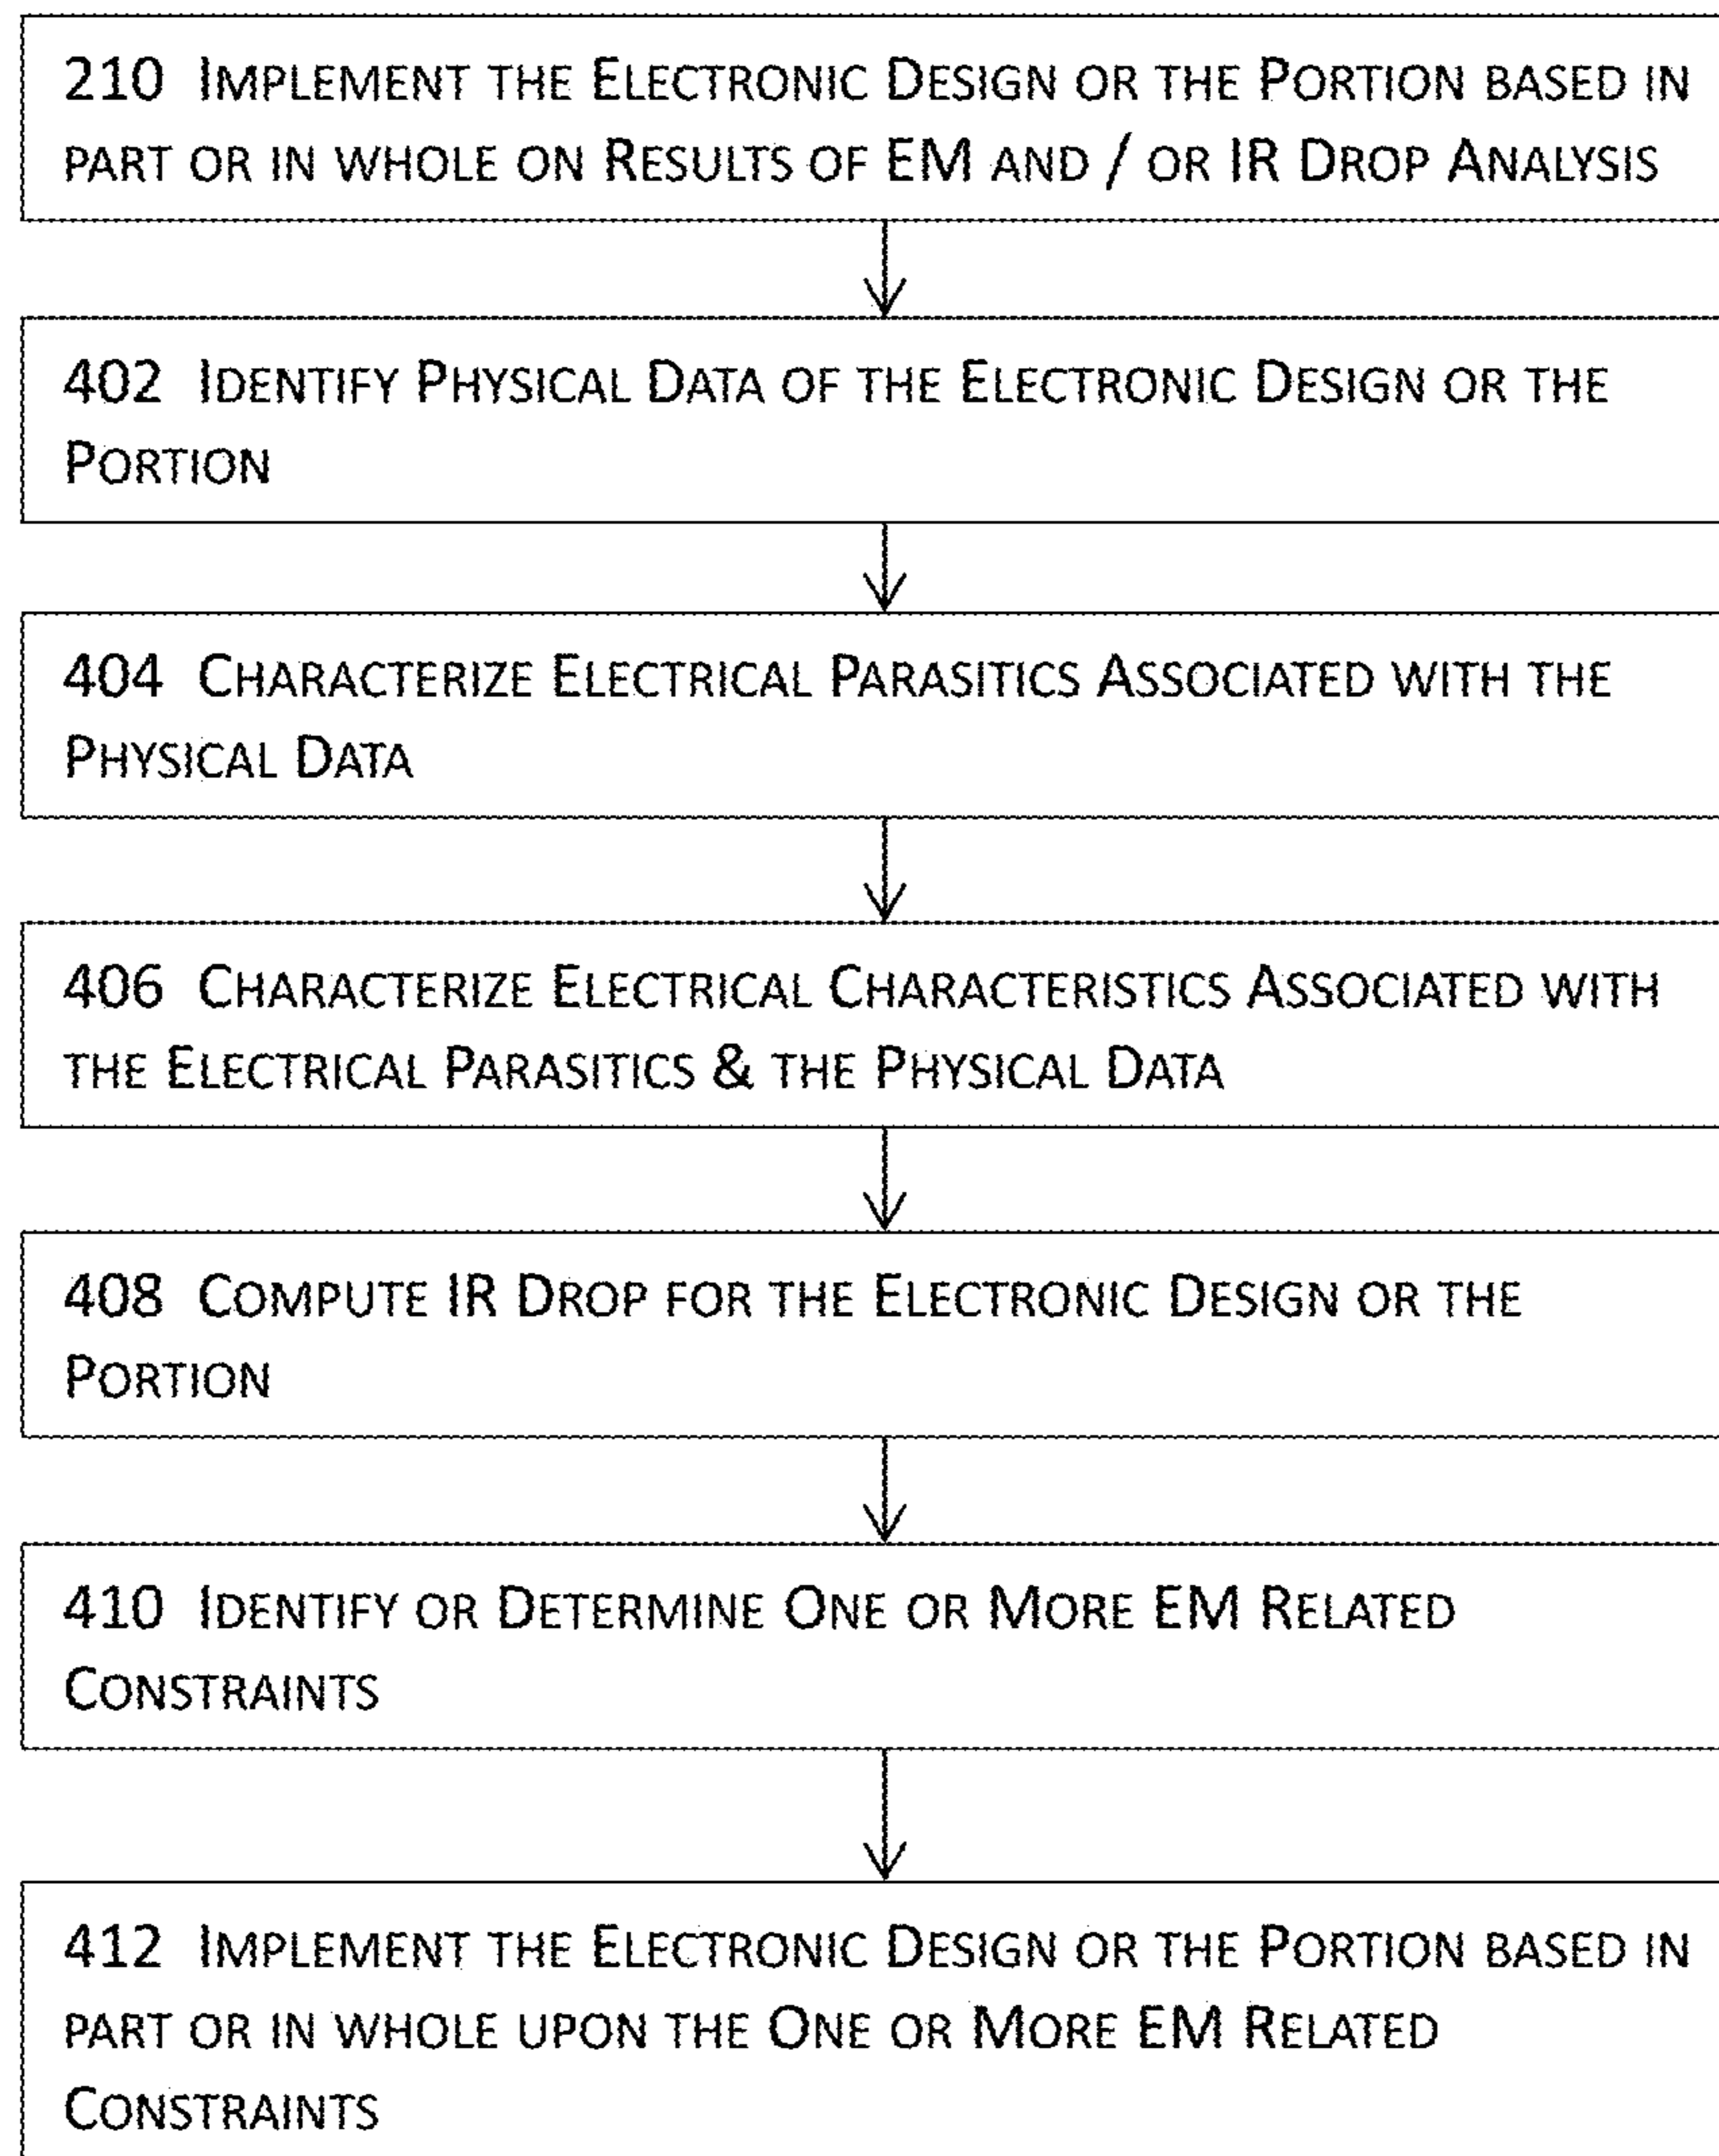 210 Implement the Electronic Design or the Portion based in
part or in whole on Results of EM and / or IR Drop Analysis
402 Identify Physical Data of the Electronic Design or the
Portion
404 Characterize Electrical Parasitics Associated with the
Physical Data
406 Characterize Electrical Characteristics Associated with
the Electrical Parasitics & the Physical Data
408 Compute IR Drop for the Electronic Design or the
Portion
410 Identify or Determine One or More EM Related
Constraints
412 Implement the Electronic Design or the Portion based in
part or in whole upon the One or More EM Related
Constraints